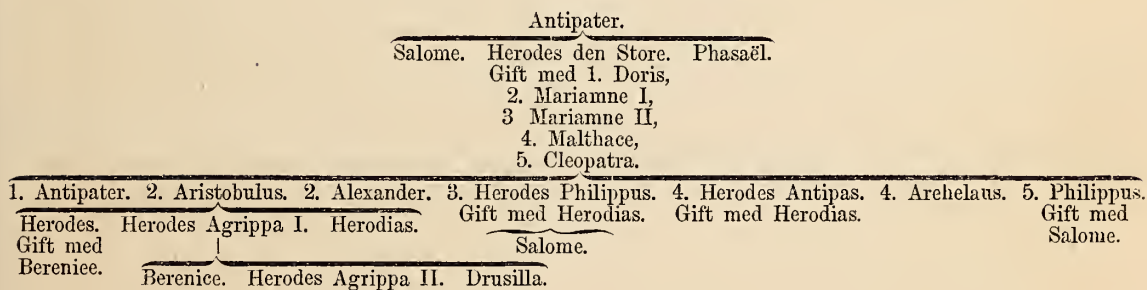 Antipater.
Salome. Herodes den Store. Phasaël.
Gift med 1. Doris,
2. Mariamne I,
3 Mariamne II,
4. Malthace,
5. Cleopatra.
1. Antipater. 2. Aristobulus. 2. Alexander. 3. Herodes Philippus. 4. Herodes Antipas. 4. Arehelaus. 5. Philippus.
Gift med Herodias. Gift med Herodias. Gift med
Herodes. Herodes Agrippa I. Herodias. Salome. Salome.
Gift med
Bereniee.
Berenice. Herodes Agrippa II. Drusilla.